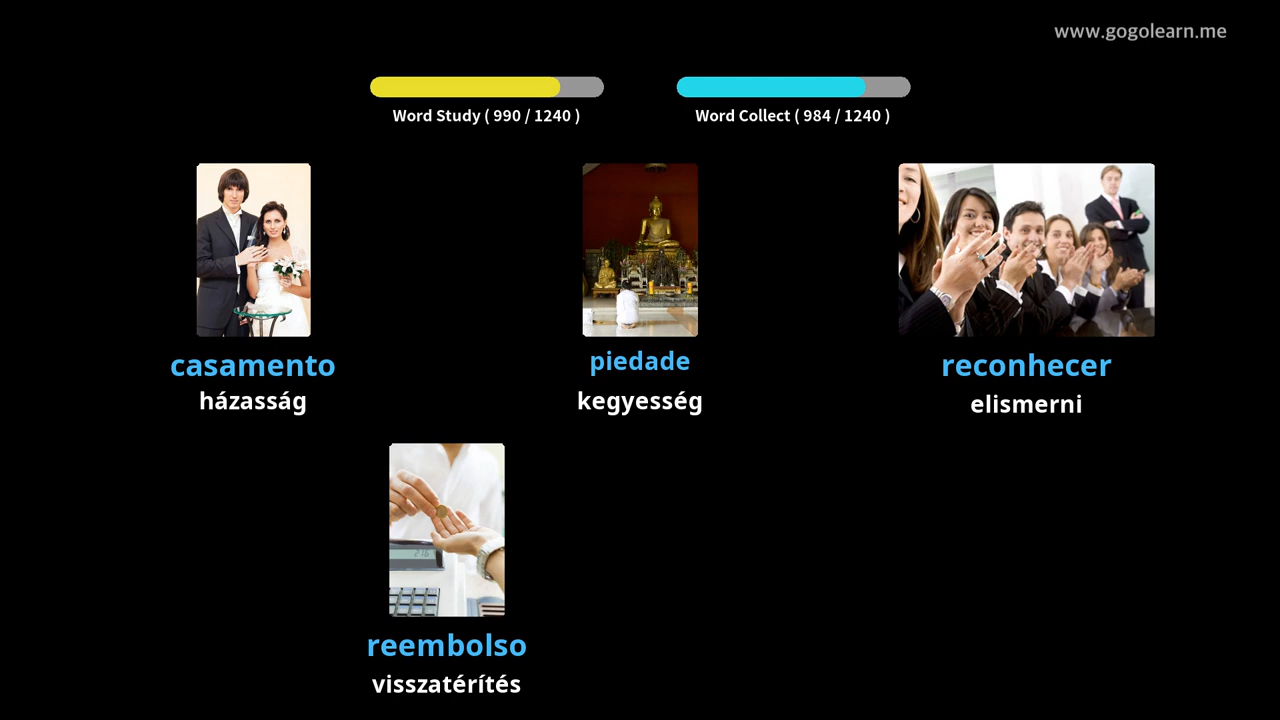 www.gogolearn.me
Word Study ( 990 / 1240 )
Word Collect ( 984 / 1240 )
casamento
házasság
piedade
kegyesség
reconhecer
elismerni
reembolso
visszatérítés